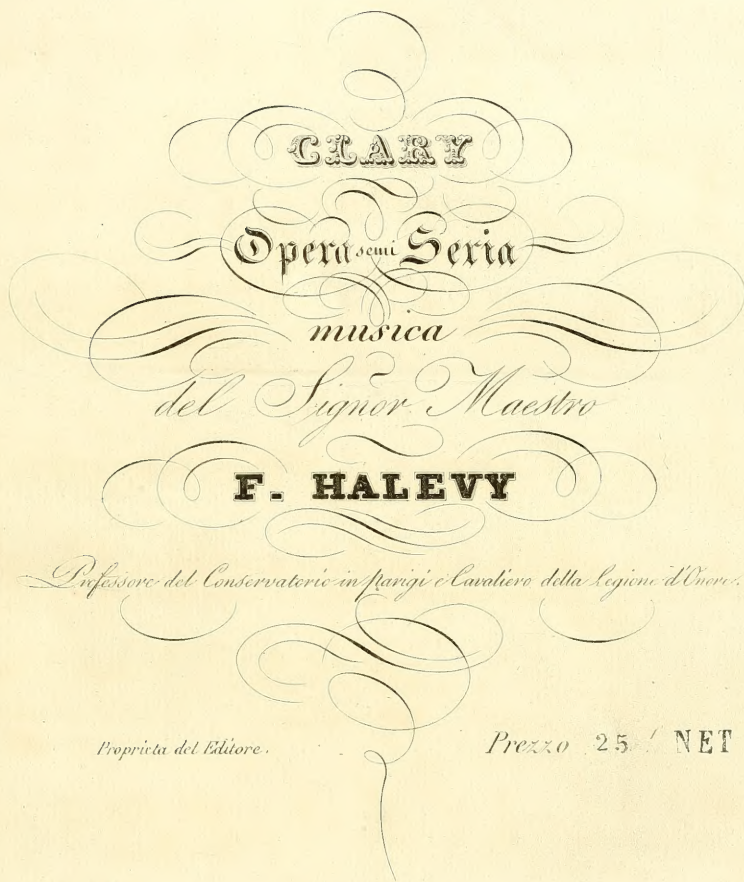 CLARY
Opera semi Seria
musica
del Signor Maestro
F. HALEVY
Professore del Conservatorio in Parigi e Cavaliero della Legione d'Onore.
Proprieta del Editore.
Prezzo 25 f NET